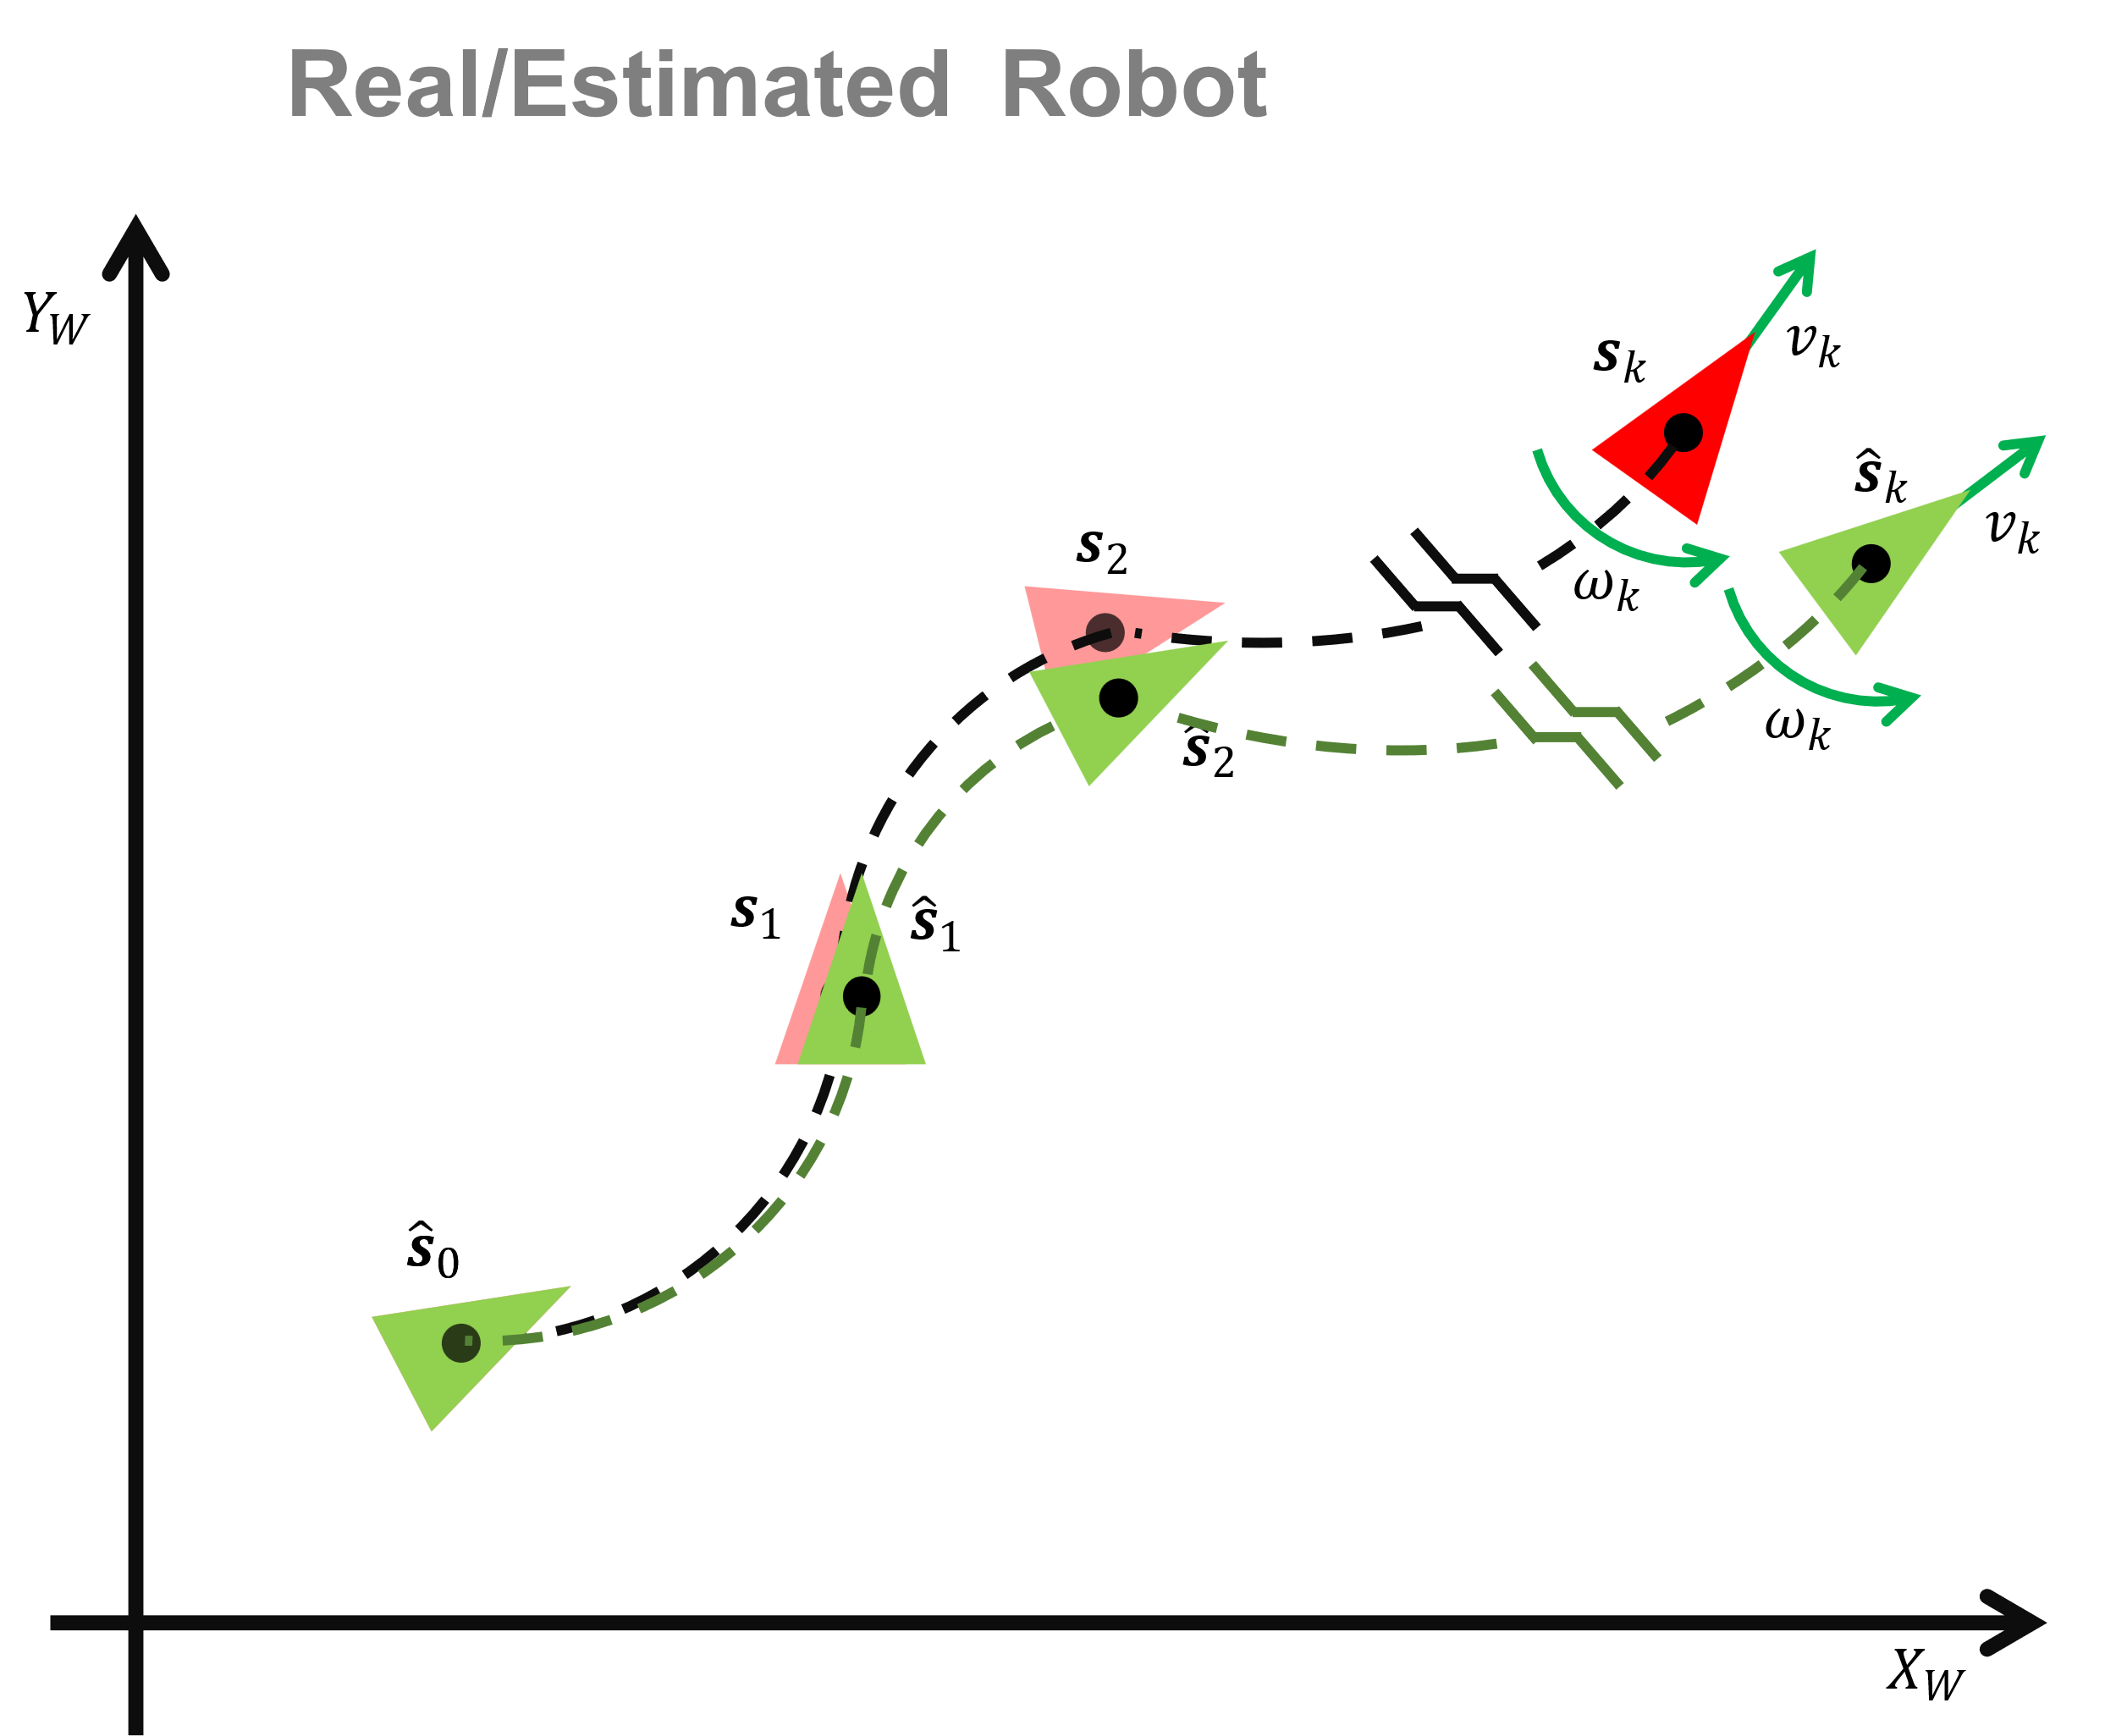 Real/Estimated Robot
Y_W
s_k
v_k
ŝ_k
v_k
s_2
ω_k
ŝ_2
ω_k
s_1
ŝ_1
ŝ_0
X_W